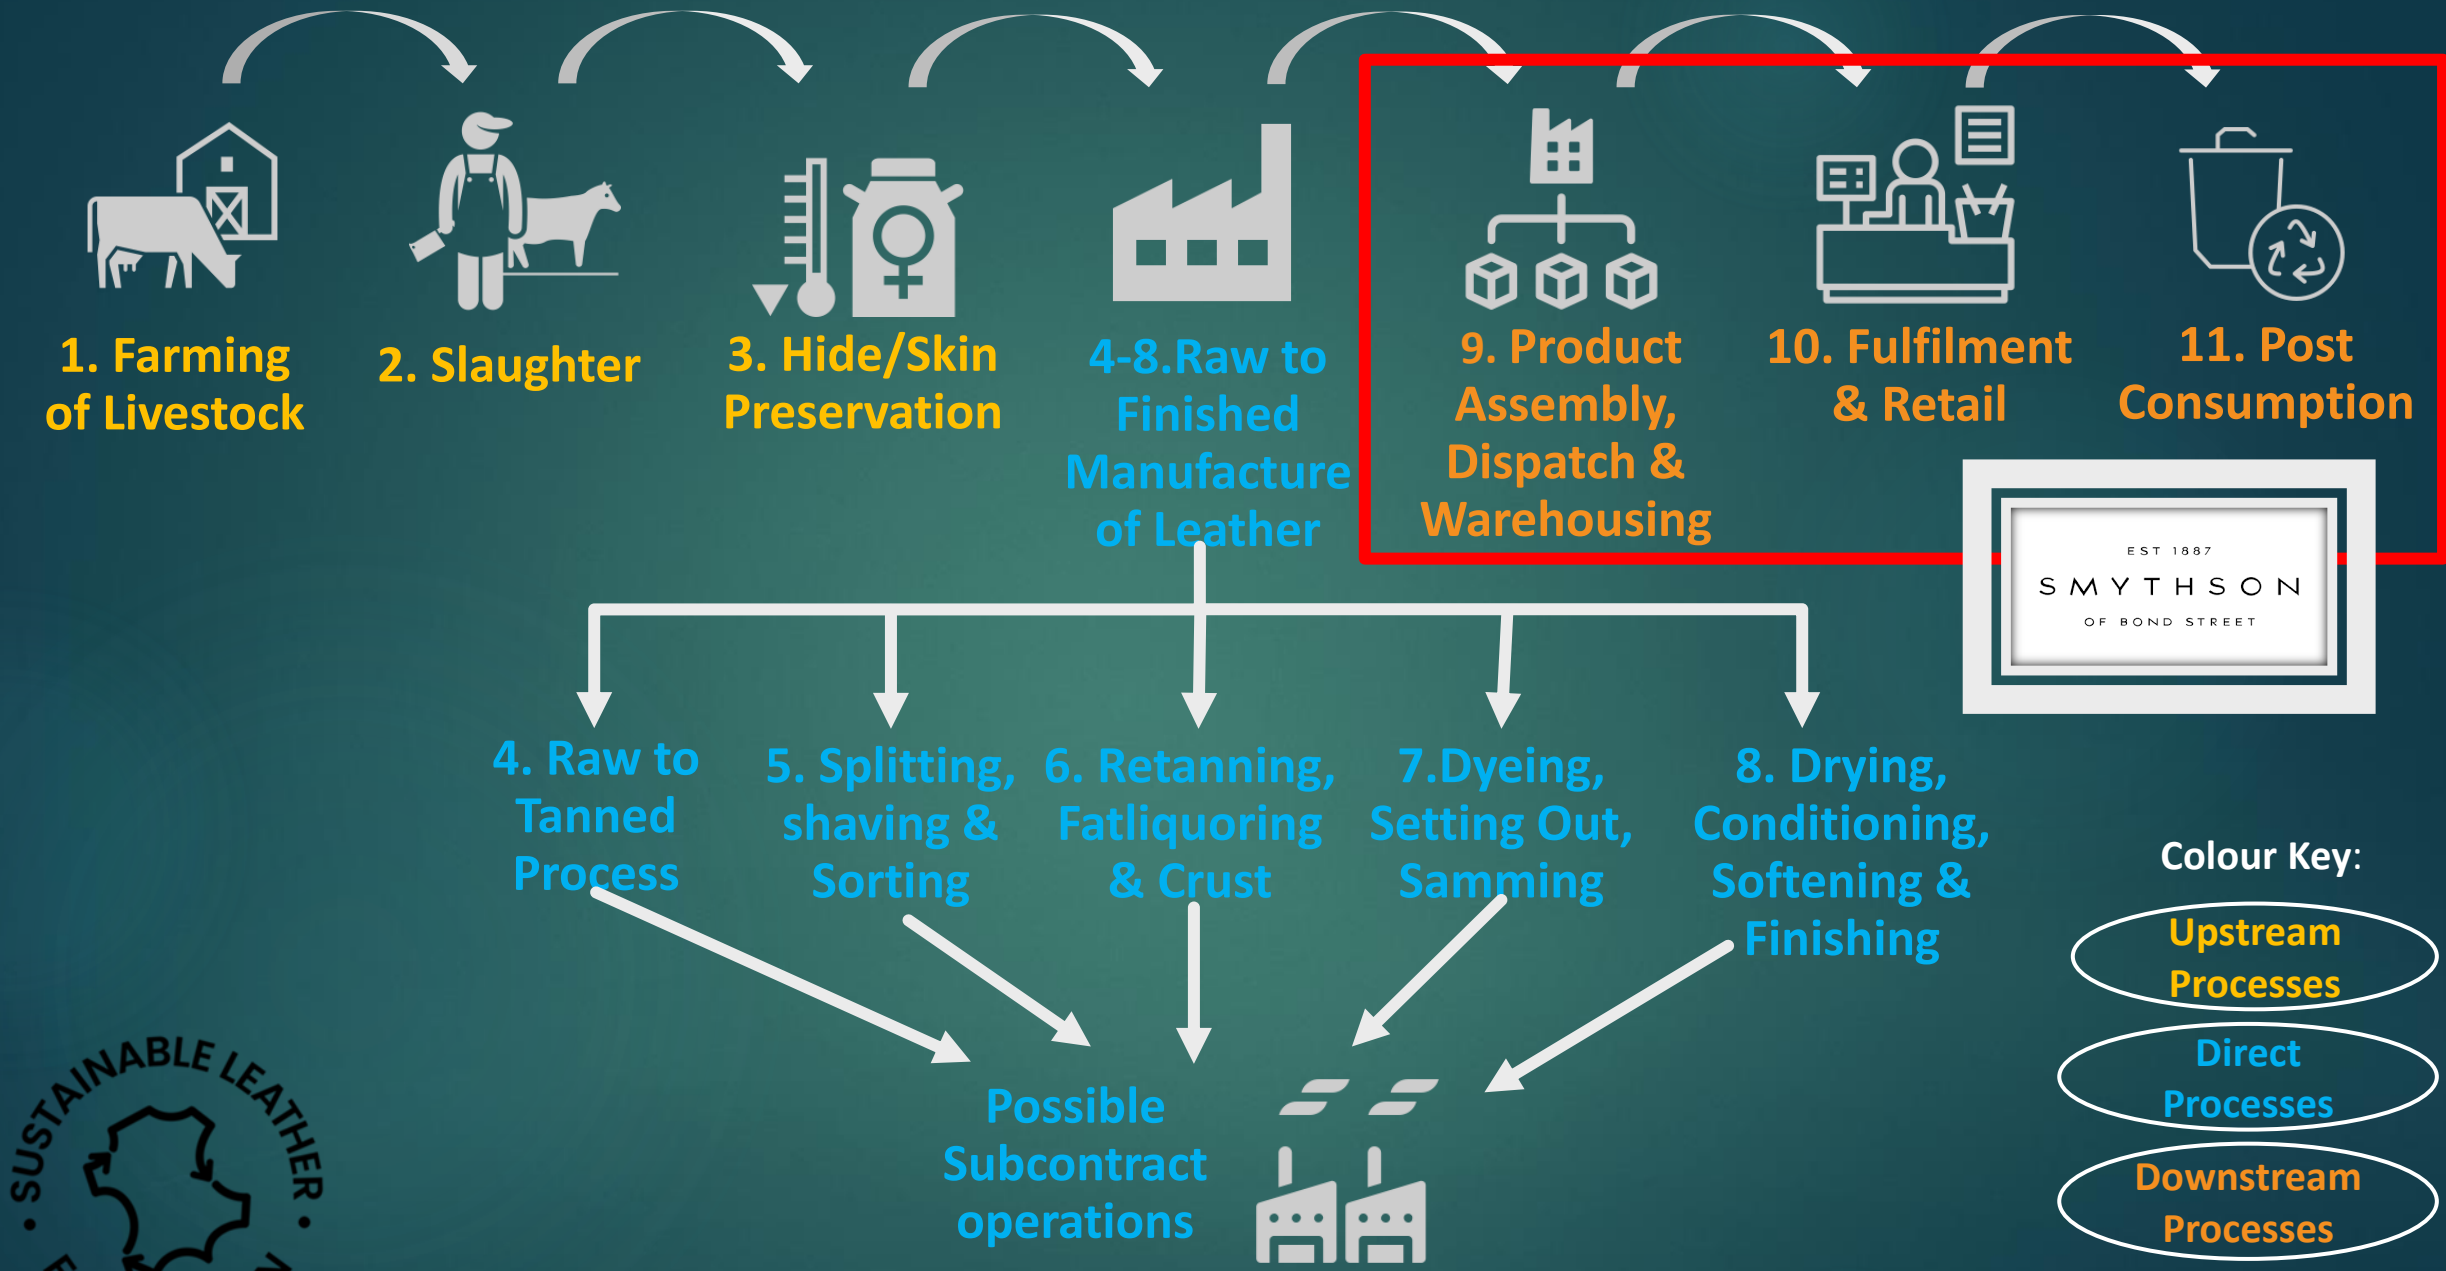 1. Farming
of Livestock
2. Slaughter
3. Hide/Skin
Preservation
4-8.Raw to
Finished
Manufacture
of Leather
9. Product
Assembly,
Dispatch &
Warehousing
10. Fulfilment
& Retail
11. Post
Consumption
EST 1887
SMYTHSON
OF BOND STREET
4. Raw to
Tanned
Process
5. Splitting,
shaving &
Sorting
6. Retanning,
Fatliquoring
& Crust
7.Dyeing,
Setting Out,
Samming
8. Drying,
Conditioning,
Softening &
Finishing
Possible
Subcontract
operations
Colour Key:
Upstream
Processes
Direct
Processes
Downstream
Processes
• SUSTAINABLE LEATHER •